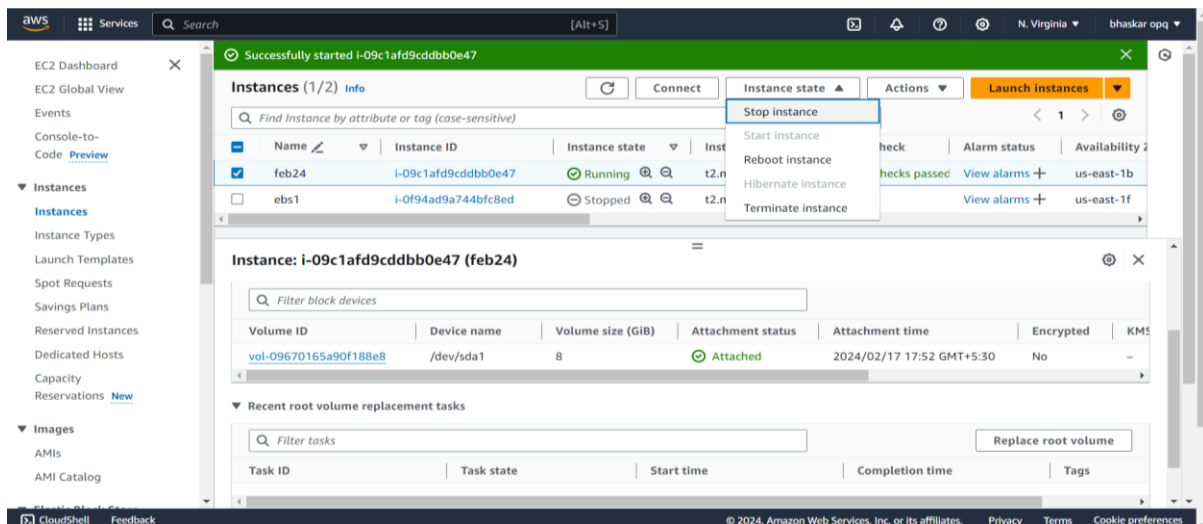 aws Services Search [Alt+S] N. Virginia bhaskar opq
EC2 Dashboard
EC2 Global View
Events
Console-to-
Code Preview
Instances
Instances
Instance Types
Launch Templates
Spot Requests
Savings Plans
Reserved Instances
Dedicated Hosts
Capacity
Reservations New
Images
AMIs
AMI Catalog
Successfully started i-09c1afd9cddbb0e47
Instances (1/2) Info Connect Instance state Actions Launch instances
Find Instance by attribute or tag (case-sensitive) 1
Stop instance
Start instance
Reboot instance
Hibernate instance
Terminate instance
Name Instance ID Instance state Inst heck Alarm status Availability Z
feb24 i-09c1afd9cddbb0e47 Running t2.n hecks passed View alarms + us-east-1b
ebs1 i-0f94ad9a744bfc8ed Stopped t2.n View alarms + us-east-1f
Instance: i-09c1afd9cddbb0e47 (feb24)
Filter block devices
Volume ID Device name Volume size (GiB) Attachment status Attachment time Encrypted KMS
vol-09670165a90f188e8 /dev/sda1 8 Attached 2024/02/17 17:52 GMT+5:30 No –
Recent root volume replacement tasks
Filter tasks Replace root volume
Task ID Task state Start time Completion time Tags
CloudShell Feedback © 2024, Amazon Web Services, Inc. or its affiliates. Privacy Terms Cookie preferences